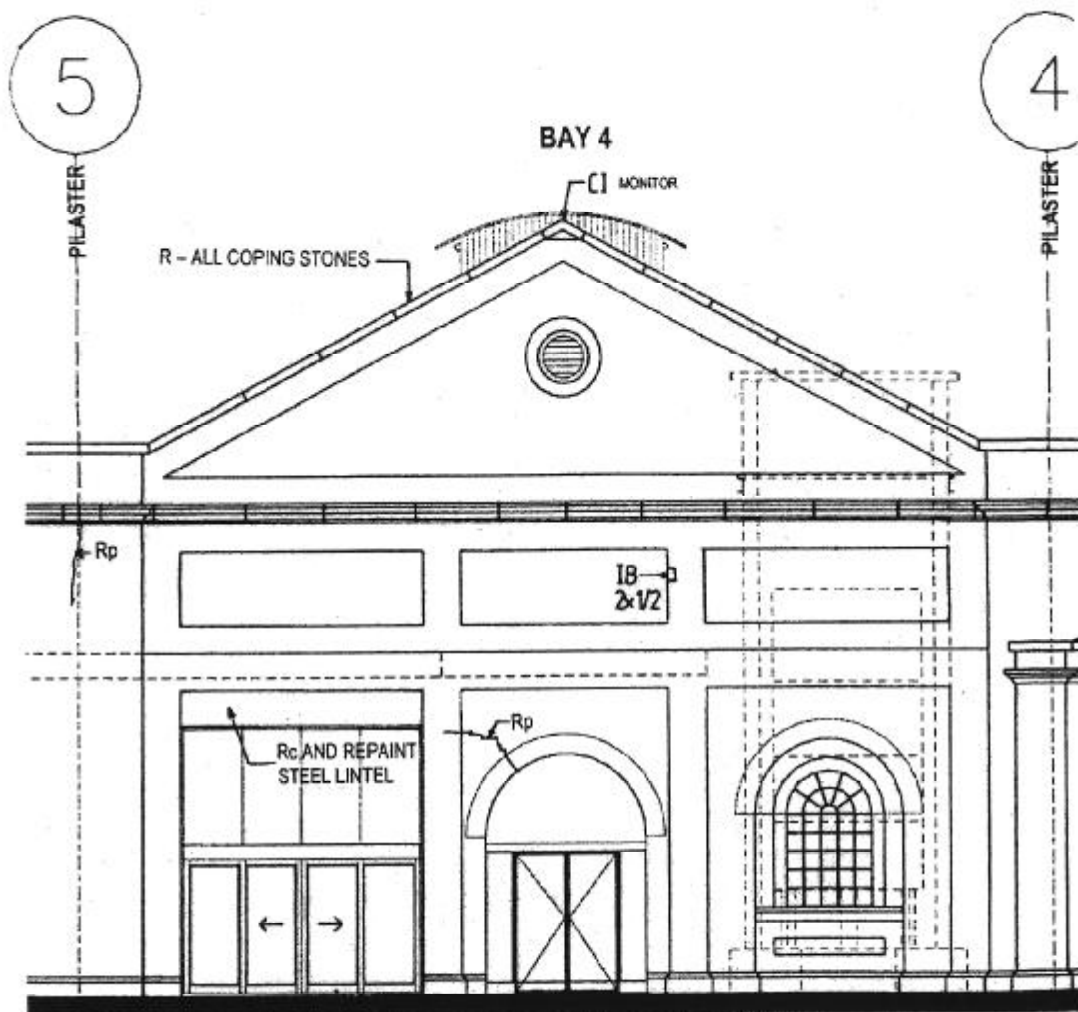 5
4
BAY 4
PILASTER
PILASTER
CI MONITOR
R – ALL COPING STONES
Rp
IB
2x1/2
Rp
Rc AND REPAINT
STEEL LINTEL